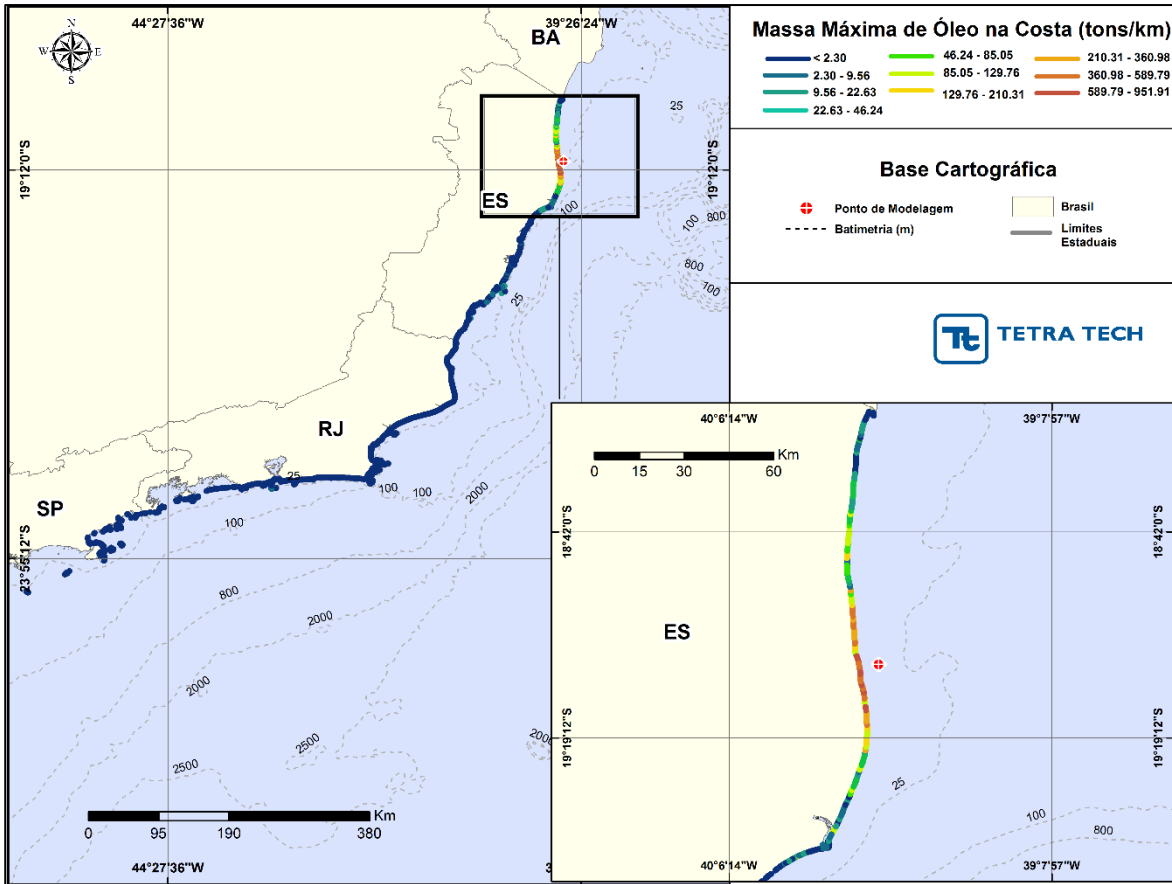 44°27'36"W
39°26'24"W
N
W
E
S
BA
25
19°12'0"S
19°12'0"S
ES
100
100
800
800
100
25
RJ
25
SP
100
100
2000
100
23°55'12"S
23°55'12"S
800
2000
2000
2500
2500
Km
0 95 190 380
44°27'36"W
Massa Máxima de Óleo na Costa (tons/km)
< 2.30
2.30 - 9.56
9.56 - 22.63
22.63 - 46.24
46.24 - 85.05
85.05 - 129.76
129.76 - 210.31
210.31 - 360.98
360.98 - 589.79
589.79 - 951.91
Base Cartográfica
Ponto de Modelagem
Batimetria (m)
Brasil
Limites
Estaduais
Tt TETRA TECH
40°6'14"W
39°7'57"W
Km
0 15 30 60
18°42'0"S
18°42'0"S
ES
19°19'12"S
19°19'12"S
25
100
800
40°6'14"W
39°7'57"W